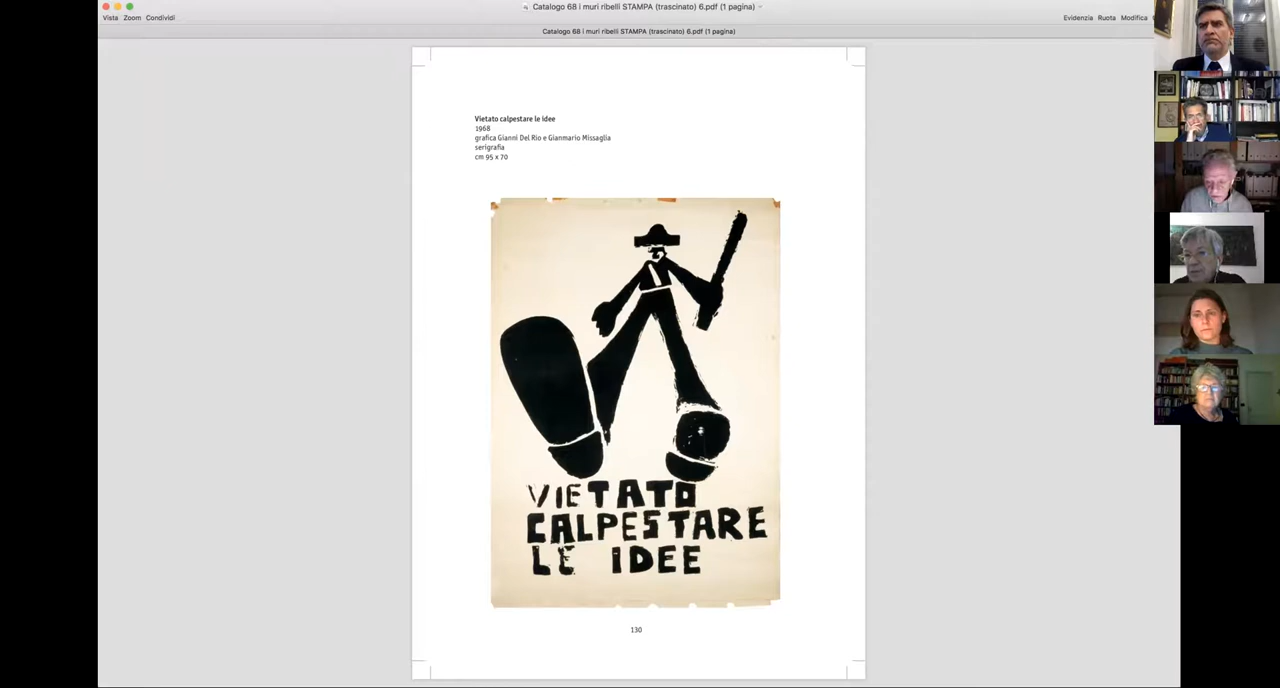 Catalogo 68 i muri ribelli STAMPA (trascinato) 6.pdf (1 pagina)
Vista Zoom Condividi
Evidenzia Ruota Modifica
Catalogo 68 i muri ribelli STAMPA (trascinato) 6.pdf (1 pagina)
Vietato calpestare le idee
1968
grafica Gianni Del Rio e Gianmario Missaglia
serigrafia
cm 95 x 70
VIETATO
CALPESTARE
LE IDEE
130